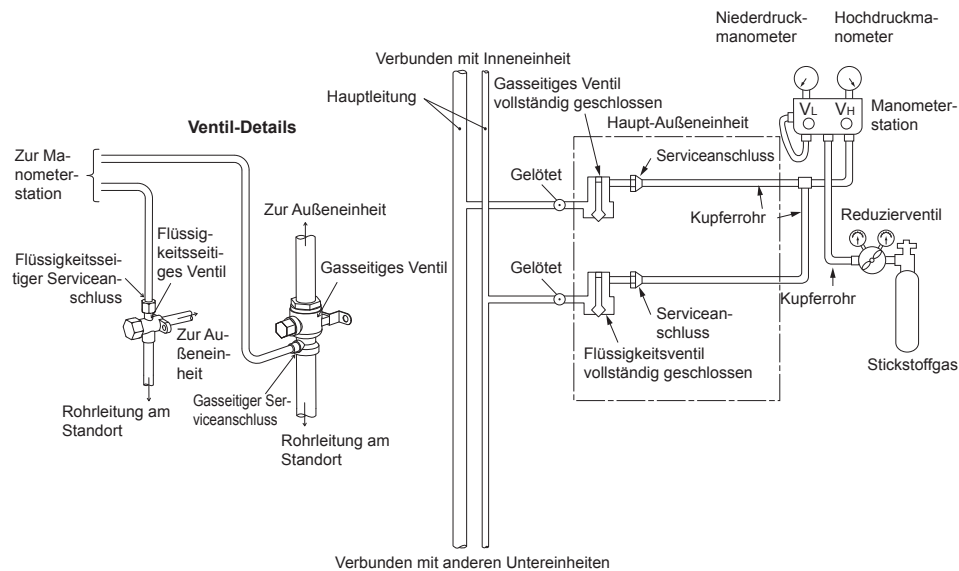 Niederdruck-
manometer
Hochdruckma-
nometer
Verbunden mit Inneneinheit
Hauptleitung
Gasseitiges Ventil
vollständig geschlossen
VL
VH
Manometer-
station
Ventil-Details
Haupt-Außeneinheit
Zur Ma-
nometer-
station
Serviceanschluss
Gelötet
Zur Außeneinheit
Kupferrohr
Reduzierventil
Flüssig-
keitsseiti-
ges Ventil
Flüssigkeitssei-
tiger Servicean-
schluss
Gasseitiges Ventil
Gelötet
Kupferrohr
Servicean-
schluss
Zur Au-
ßenein-
heit
Flüssigkeitsventil
vollständig geschlossen
Stickstoffgas
Gasseitiger Ser-
viceanschluss
Rohrleitung am
Standort
Rohrleitung am
Standort
Verbunden mit anderen Untereinheiten